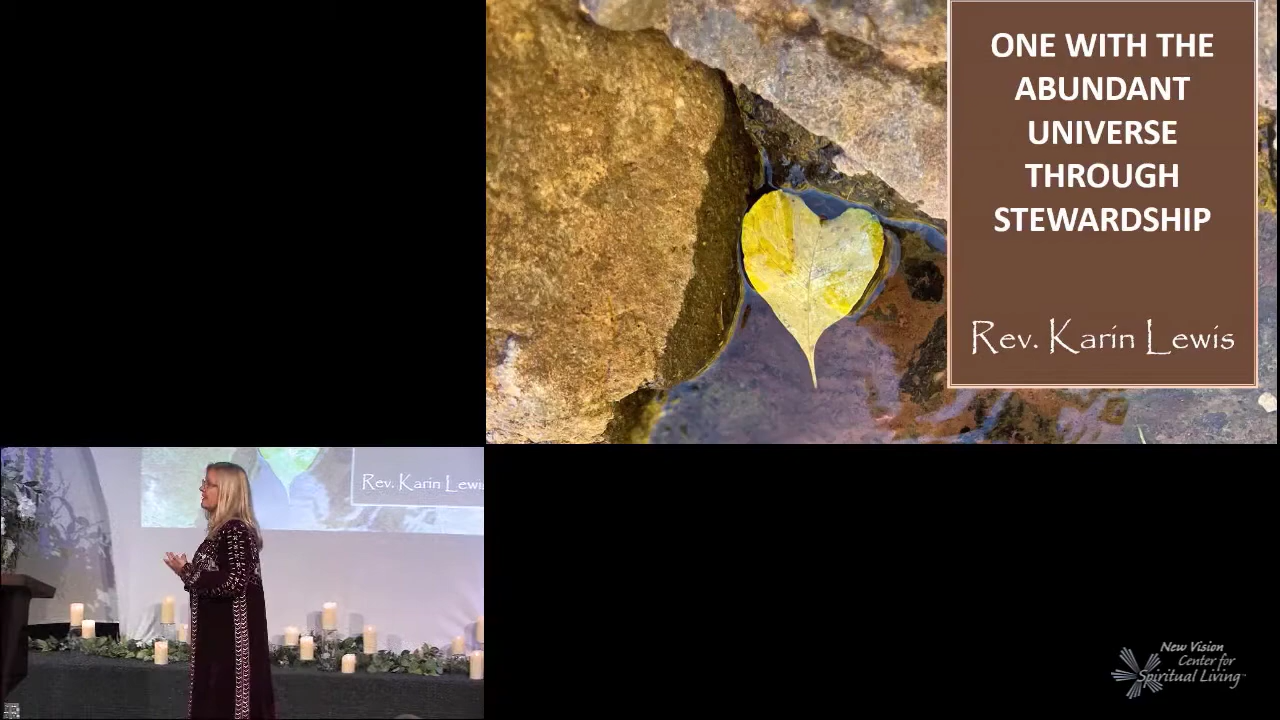 ONE WITH THE
ABUNDANT
UNIVERSE
THROUGH
STEWARDSHIP
Rev. Karin Lewis
Rev. Karin Lewi
New Vision
Center for
Spiritual Living